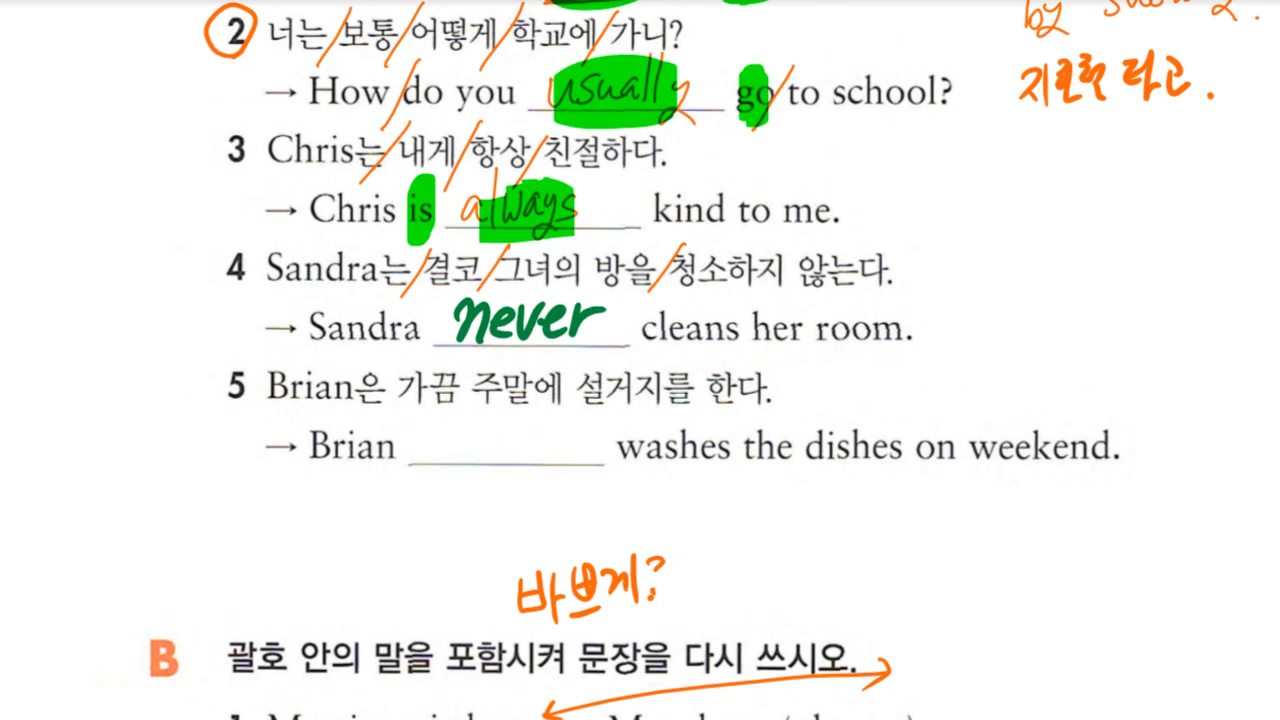 by
지하철 타고.
2 너는/보통/어떻게/학교에/가니?
→ How/do you usually go/to school?
3 Chris는/내게/항상/친절하다.
→ Chris is always kind to me.
4 Sandra는/결코/그녀의 방을/청소하지 않는다.
→ Sandra never cleans her room.
5 Brian은 가끔 주말에 설거지를 한다.
→ Brian ________ washes the dishes on weekend.
바쁘게?
B 괄호 안의 말을 포함시켜 문장을 다시 쓰시오.